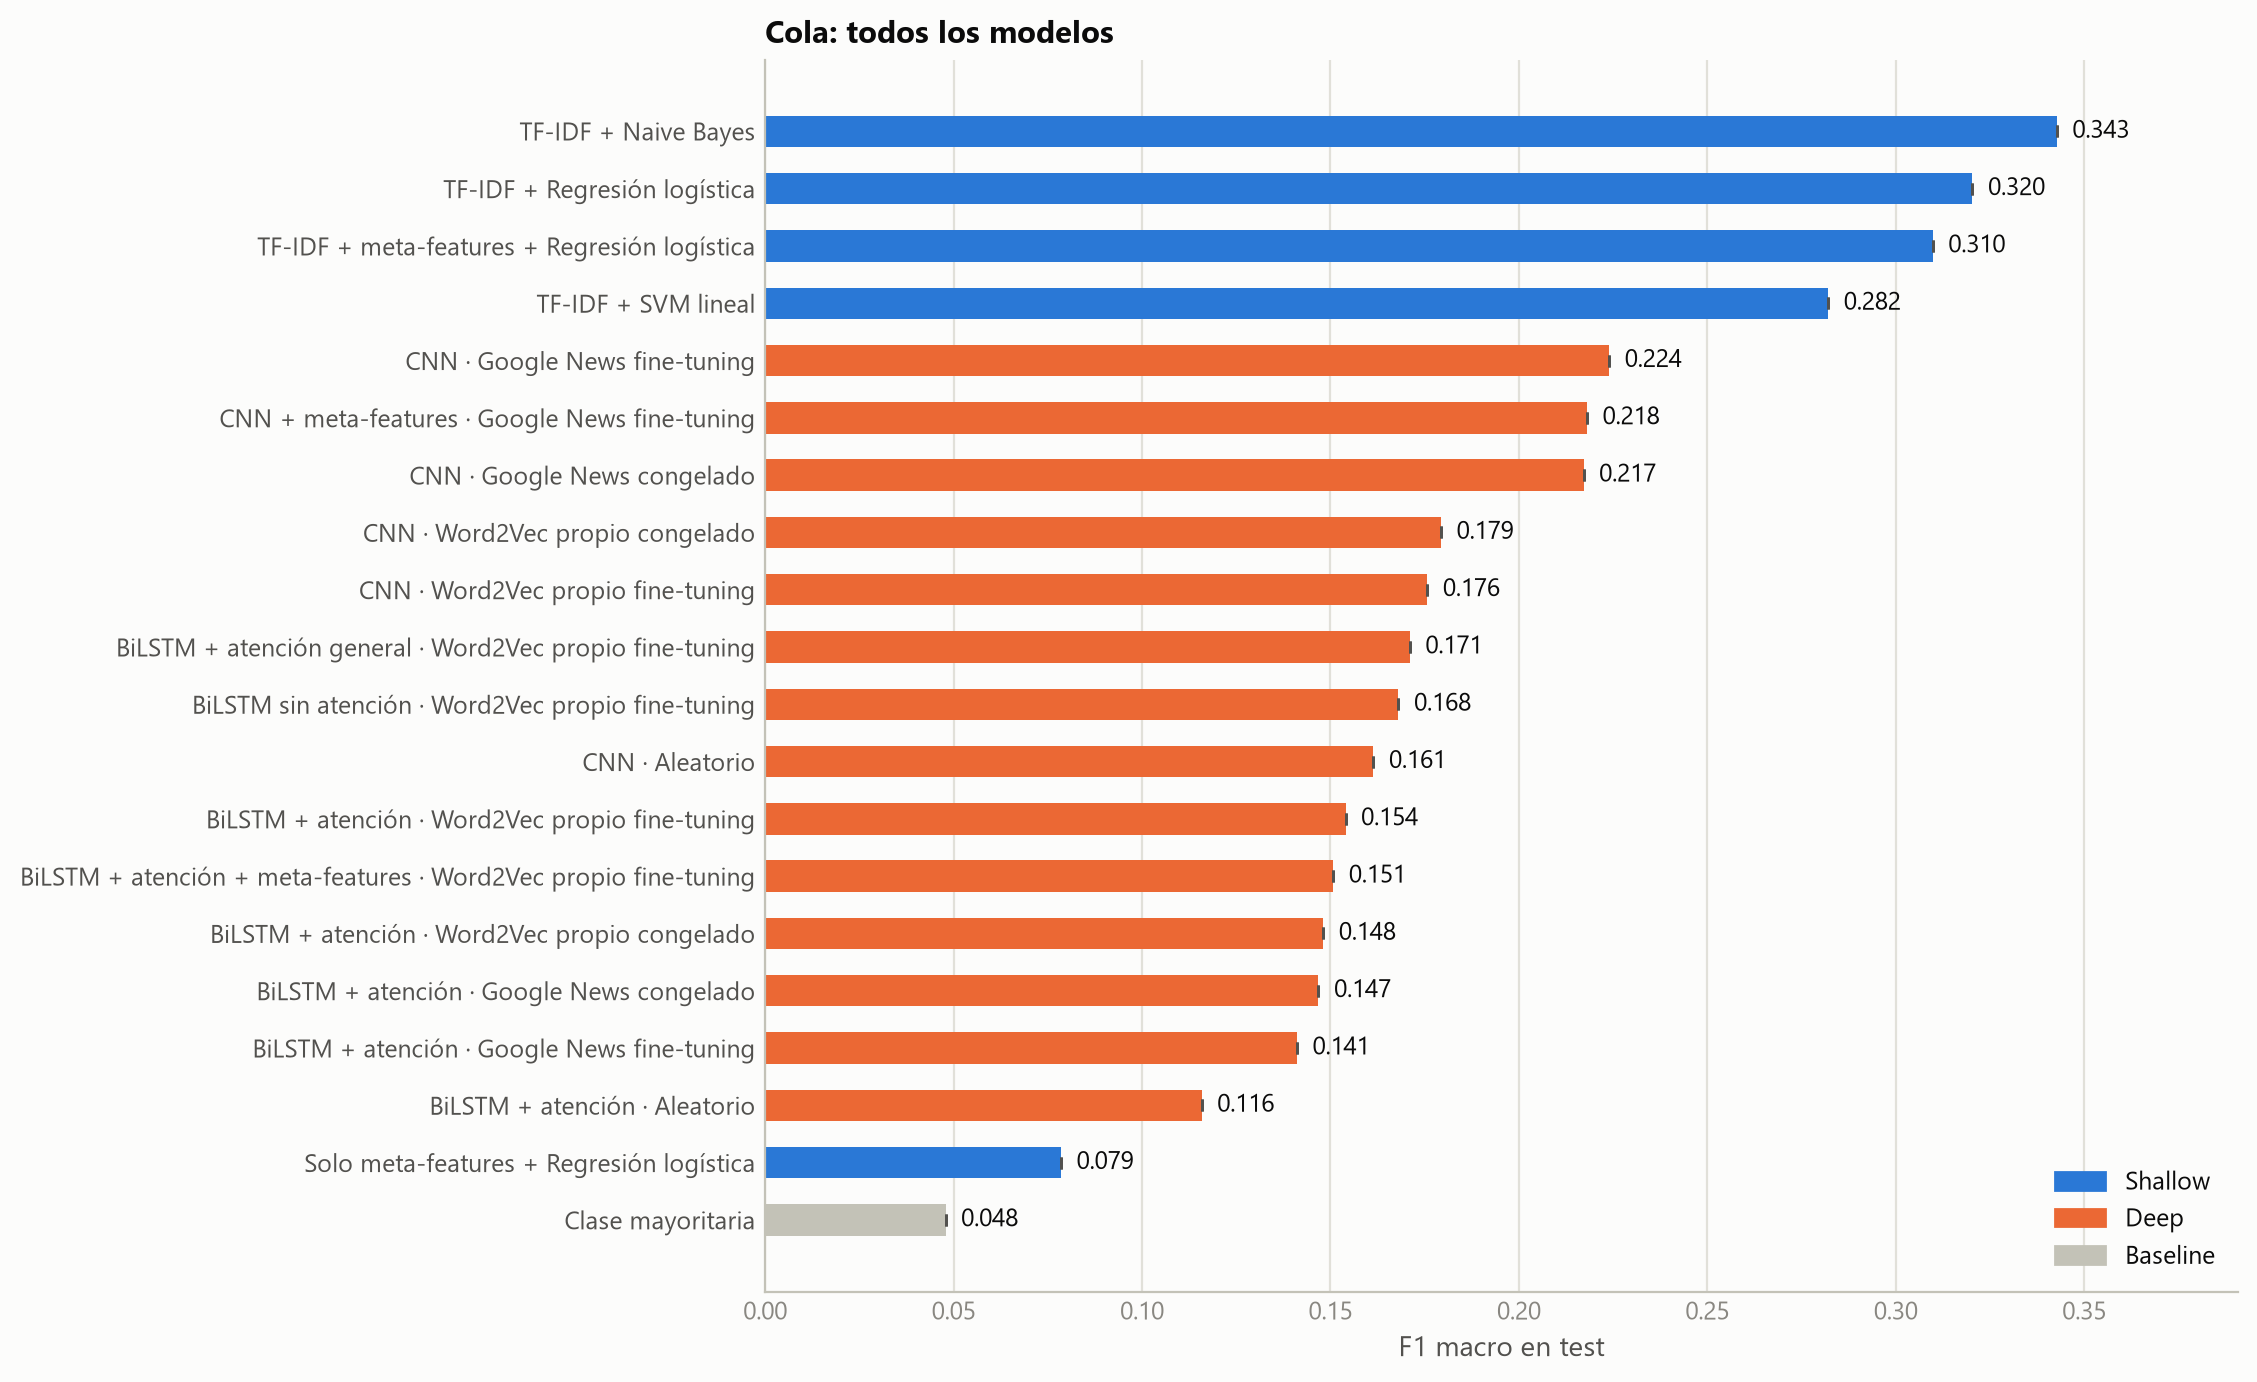 Cola: todos los modelos
TF-IDF + Naive Bayes 0.343
TF-IDF + Regresión logística 0.320
TF-IDF + meta-features + Regresión logística 0.310
TF-IDF + SVM lineal 0.282
CNN · Google News fine-tuning 0.224
CNN + meta-features · Google News fine-tuning 0.218
CNN · Google News congelado 0.217
CNN · Word2Vec propio congelado 0.179
CNN · Word2Vec propio fine-tuning 0.176
BiLSTM + atención general · Word2Vec propio fine-tuning 0.171
BiLSTM sin atención · Word2Vec propio fine-tuning 0.168
CNN · Aleatorio 0.161
BiLSTM + atención · Word2Vec propio fine-tuning 0.154
BiLSTM + atención + meta-features · Word2Vec propio fine-tuning 0.151
BiLSTM + atención · Word2Vec propio congelado 0.148
BiLSTM + atención · Google News congelado 0.147
BiLSTM + atención · Google News fine-tuning 0.141
BiLSTM + atención · Aleatorio 0.116
Solo meta-features + Regresión logística 0.079
Clase mayoritaria 0.048
Shallow
Deep
Baseline
0.00 0.05 0.10 0.15 0.20 0.25 0.30 0.35
F1 macro en test